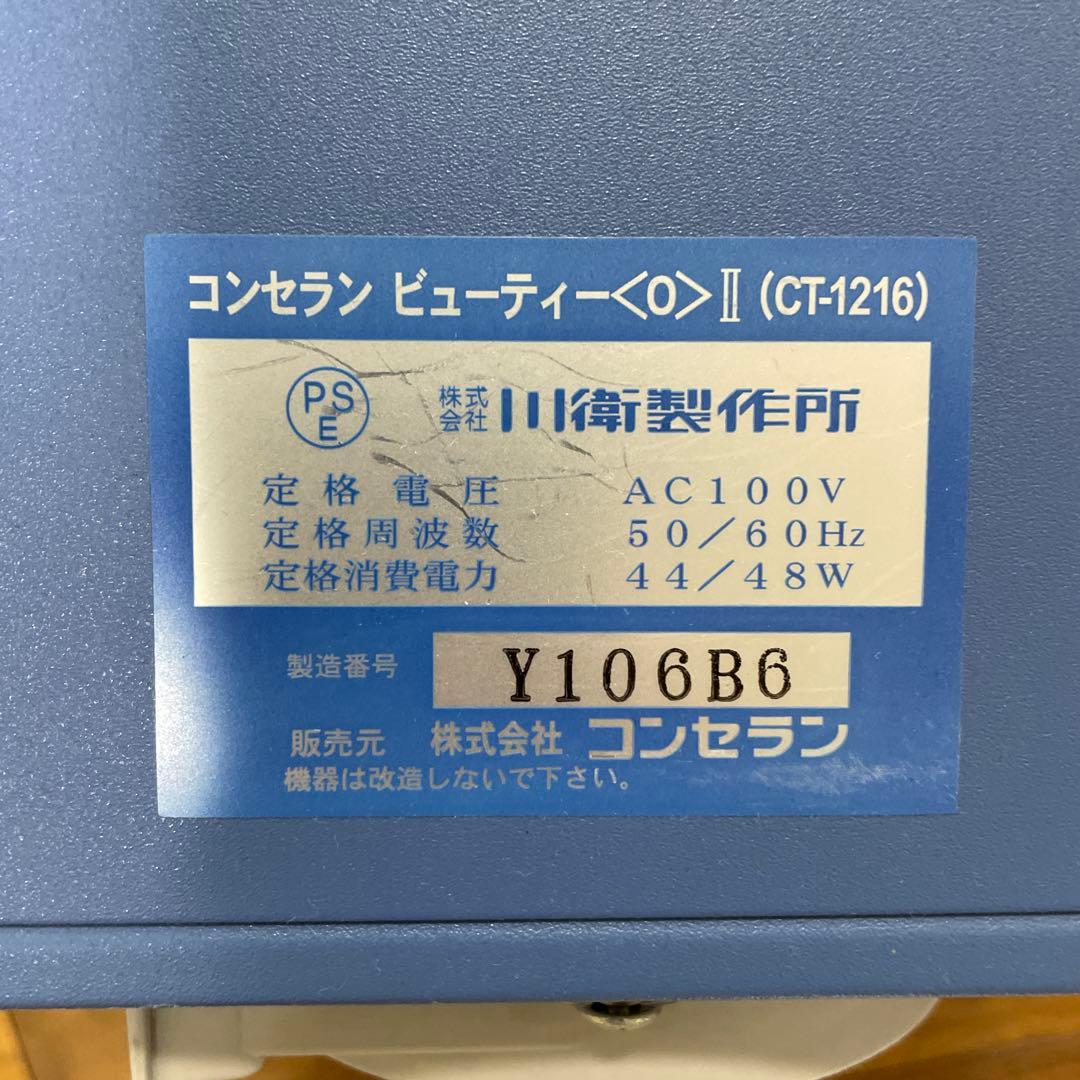 コンセラン ビューティー〈O〉Ⅱ (CT-1216)
PSE 株式会社 川衛製作所
定格電圧 AC100V
定格周波数 50/60Hz
定格消費電力 44/48W
製造番号 Y106B6
販売元 株式会社 コンセラン
機器は改造しないで下さい。